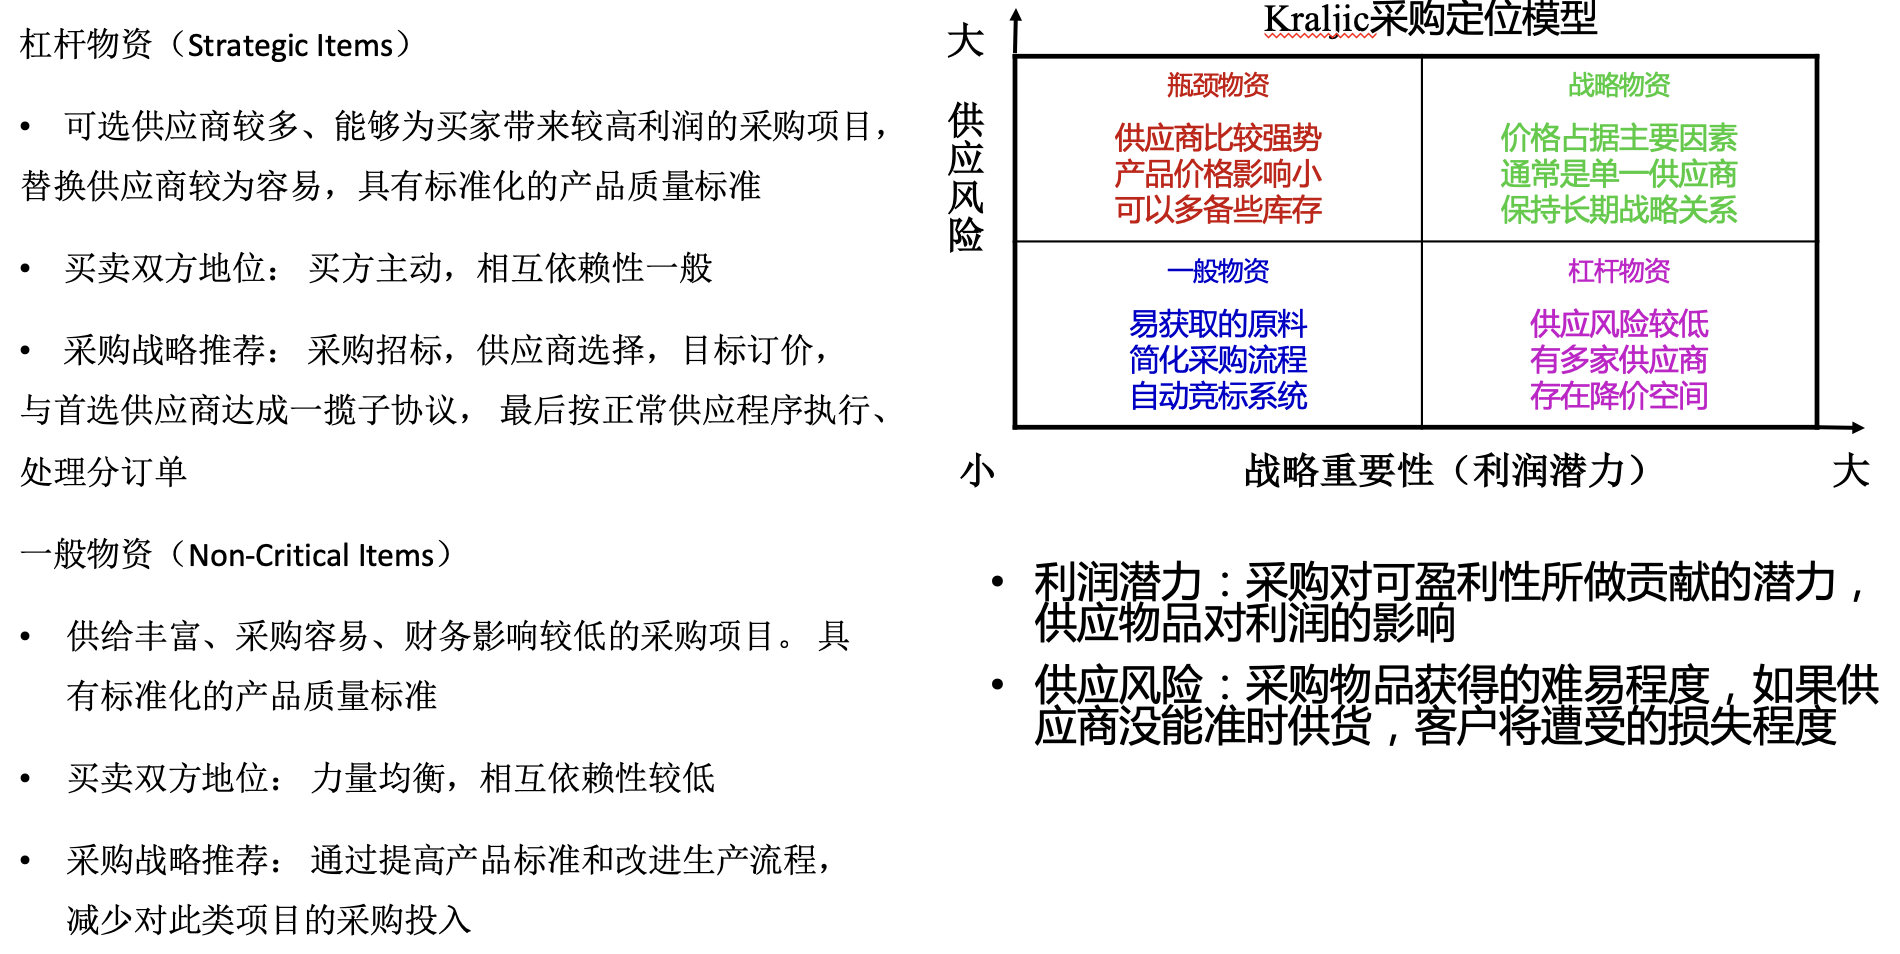 杠杆物资（Strategic Items）
• 可选供应商较多、能够为买家带来较高利润的采购项目，
替换供应商较为容易，具有标准化的产品质量标准
• 买卖双方地位： 买方主动，相互依赖性一般
• 采购战略推荐： 采购招标，供应商选择，目标订价，
与首选供应商达成一揽子协议， 最后按正常供应程序执行、
处理分订单
一般物资（Non-Critical Items）
• 供给丰富、采购容易、财务影响较低的采购项目。 具
有标准化的产品质量标准
• 买卖双方地位： 力量均衡，相互依赖性较低
• 采购战略推荐： 通过提高产品标准和改进生产流程，
减少对此类项目的采购投入
Kraljic采购定位模型
大
供应风险
瓶颈物资
供应商比较强势
产品价格影响小
可以多备些库存
战略物资
价格占据主要因素
通常是单一供应商
保持长期战略关系
一般物资
易获取的原料
简化采购流程
自动竞标系统
杠杆物资
供应风险较低
有多家供应商
存在降价空间
小
战略重要性（利润潜力）
大
• 利润潜力：采购对可盈利性所做贡献的潜力，
供应物品对利润的影响
• 供应风险：采购物品获得的难易程度，如果供
应商没能准时供货，客户将遭受的损失程度